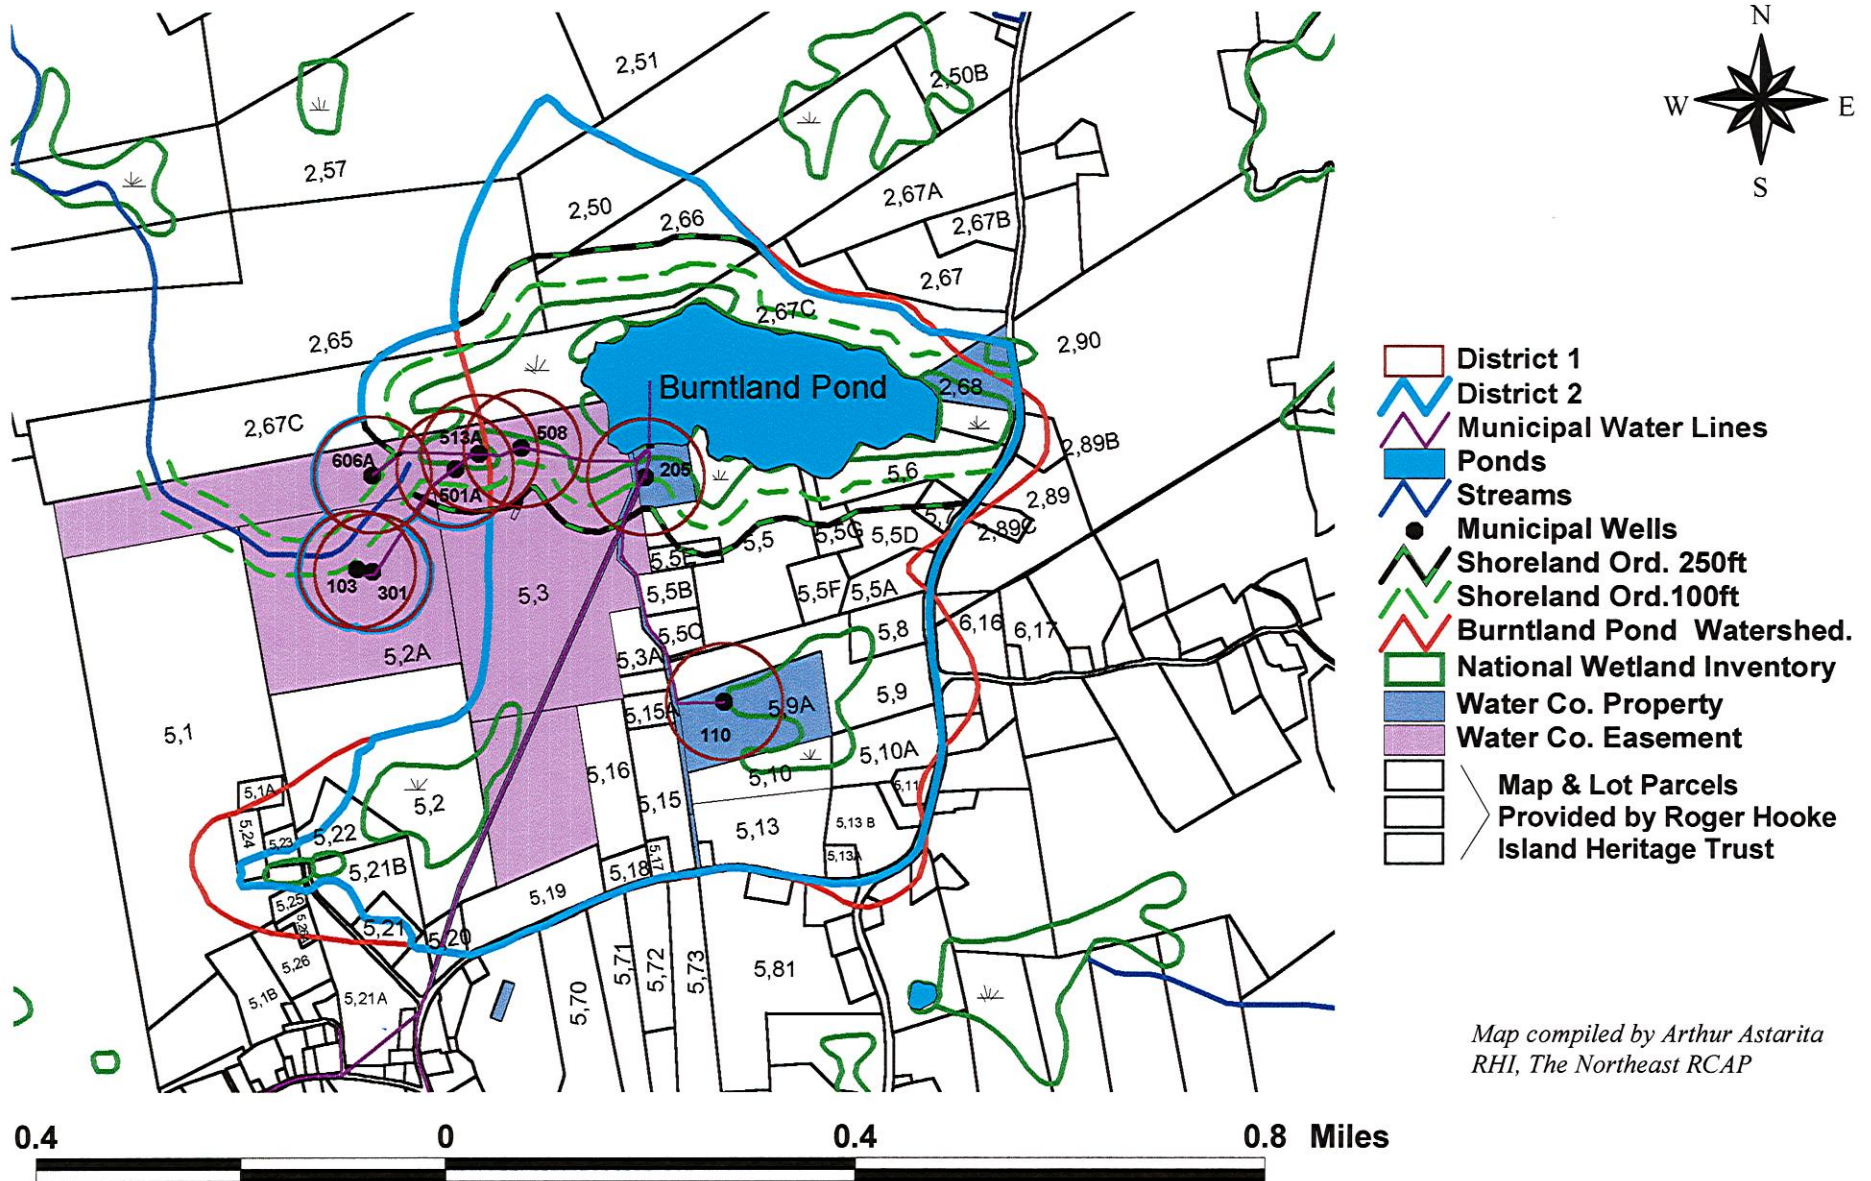 N
W E
S
2,51
2,50B
2,57
2,67A
2,50
2,66
2,67B
2,67
2,67C
2,65
2,90
Burntland Pond
2,68
2,67C
513A
508
2,89B
606A
205
5,6
501A
2,89
2,89C
5,5
5,5G
5,5D
103
301
5,3
5,5B
5,5F
5,5A
5,5C
5,8
6,16
6,17
5,2A
5,3A
5,9
5,1
5,15A
5,9A
110
5,10A
5,16
5,10
5,11
5,1A
5,2
5,15
5,24
5,22
5,23
5,13
5,13 B
5,17
5,13A
5,21B
5,18
5,19
5,25
5,21
5,20
5,26
5,71
5,72
5,73
5,81
5,1B
5,21A
5,70
District 1
District 2
Municipal Water Lines
Ponds
Streams
Municipal Wells
Shoreland Ord. 250ft
Shoreland Ord.100ft
Burntland Pond Watershed.
National Wetland Inventory
Water Co. Property
Water Co. Easement
Map & Lot Parcels
Provided by Roger Hooke
Island Heritage Trust
Map compiled by Arthur Astarita
RHI, The Northeast RCAP
0.4 0 0.4 0.8 Miles